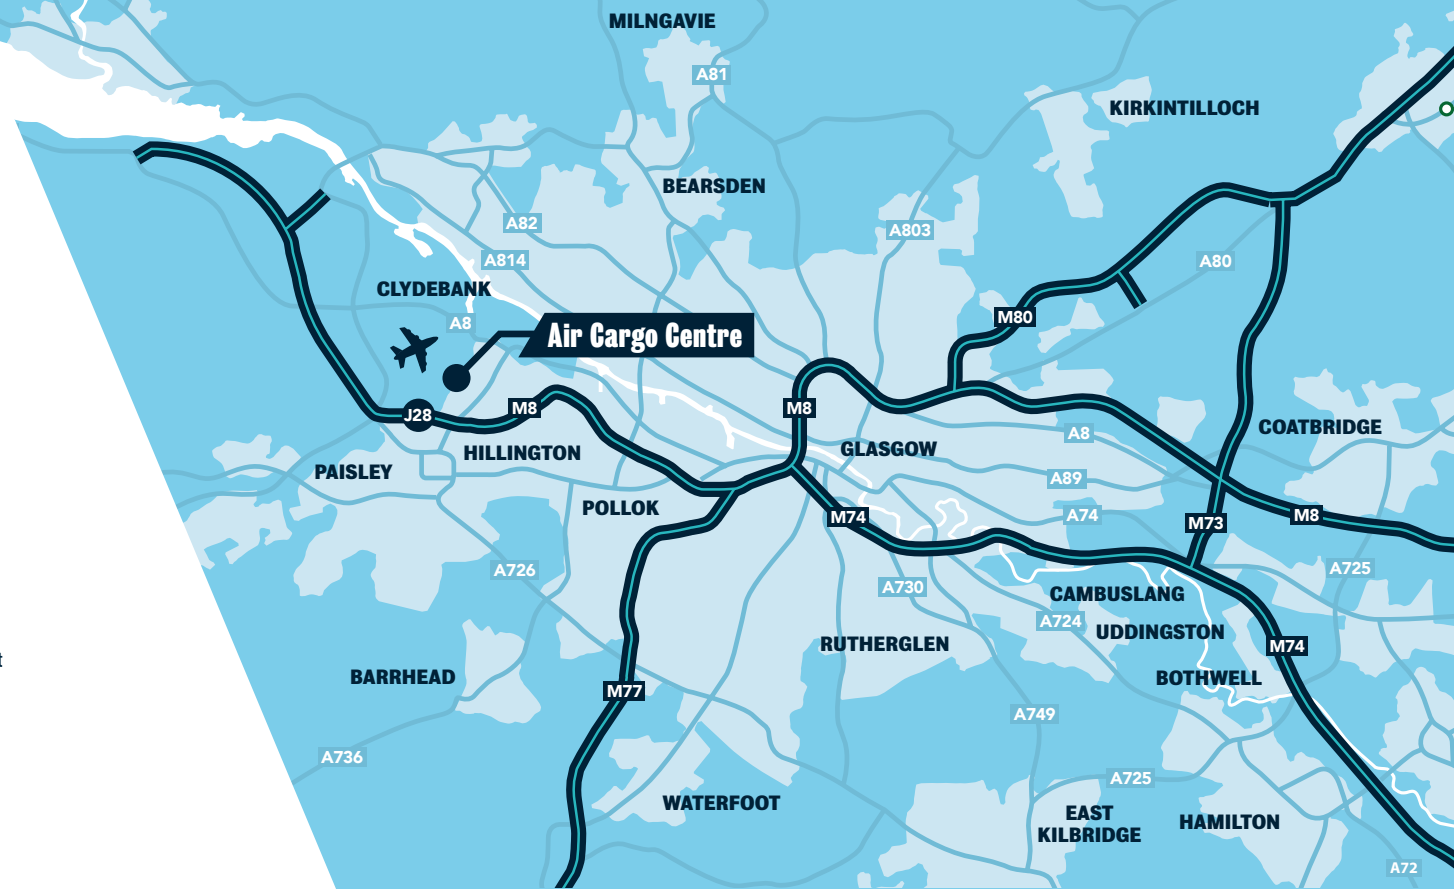 MILNGAVIE
A81
KIRKINTILLOCH
BEARSDEN
A82
A803
A814
A80
CLYDEBANK
A8
M80
Air Cargo Centre
J28
M8
M8
HILLINGTON
GLASGOW
A8
COATBRIDGE
PAISLEY
A89
POLLOK
M74
A74
M73
M8
A726
A730
A725
CAMBUSLANG
A724
UDDINGSTON
RUTHERGLEN
M74
BARRHEAD
BOTHWELL
M77
A749
A736
A725
WATERFOOT
EAST
KILBRIDGE
HAMILTON
A72